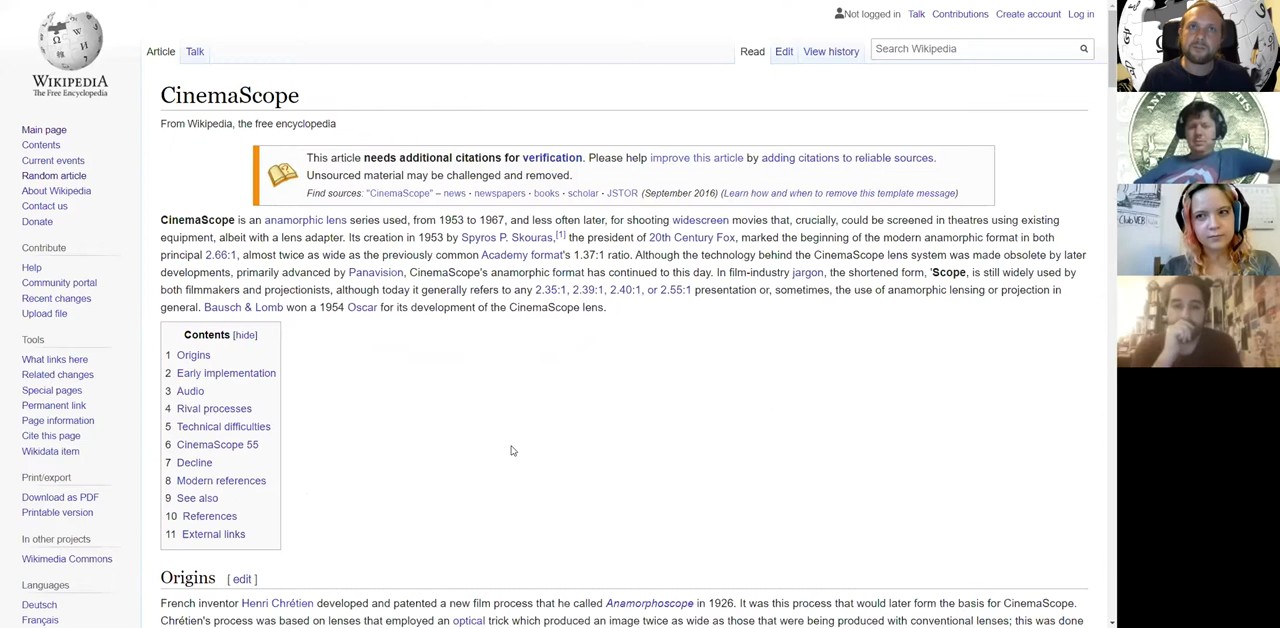 Not logged in Talk Contributions Create account Log in
Article Talk Read Edit View history Search Wikipedia
WIKIPEDIA
The Free Encyclopedia
Main page
Contents
Current events
Random article
About Wikipedia
Contact us
Donate
Contribute
Help
Community portal
Recent changes
Upload file
Tools
What links here
Related changes
Special pages
Permanent link
Page information
Cite this page
Wikidata item
Print/export
Download as PDF
Printable version
In other projects
Wikimedia Commons
Languages
Deutsch
Français
CinemaScope
From Wikipedia, the free encyclopedia
This article needs additional citations for verification. Please help improve this article by adding citations to reliable sources.
Unsourced material may be challenged and removed.
Find sources: "CinemaScope" – news · newspapers · books · scholar · JSTOR (September 2016) (Learn how and when to remove this template message)
CinemaScope is an anamorphic lens series used, from 1953 to 1967, and less often later, for shooting widescreen movies that, crucially, could be screened in theatres using existing
equipment, albeit with a lens adapter. Its creation in 1953 by Spyros P. Skouras,[1] the president of 20th Century Fox, marked the beginning of the modern anamorphic format in both
principal 2.66:1, almost twice as wide as the previously common Academy format's 1.37:1 ratio. Although the technology behind the CinemaScope lens system was made obsolete by later
developments, primarily advanced by Panavision, CinemaScope's anamorphic format has continued to this day. In film-industry jargon, the shortened form, 'Scope, is still widely used by
both filmmakers and projectionists, although today it generally refers to any 2.35:1, 2.39:1, 2.40:1, or 2.55:1 presentation or, sometimes, the use of anamorphic lensing or projection in
general. Bausch & Lomb won a 1954 Oscar for its development of the CinemaScope lens.
Contents [hide]
1 Origins
2 Early implementation
3 Audio
4 Rival processes
5 Technical difficulties
6 CinemaScope 55
7 Decline
8 Modern references
9 See also
10 References
11 External links
Origins [ edit ]
French inventor Henri Chrétien developed and patented a new film process that he called Anamorphoscope in 1926. It was this process that would later form the basis for CinemaScope.
Chrétien's process was based on lenses that employed an optical trick which produced an image twice as wide as those that were being produced with conventional lenses; this was done